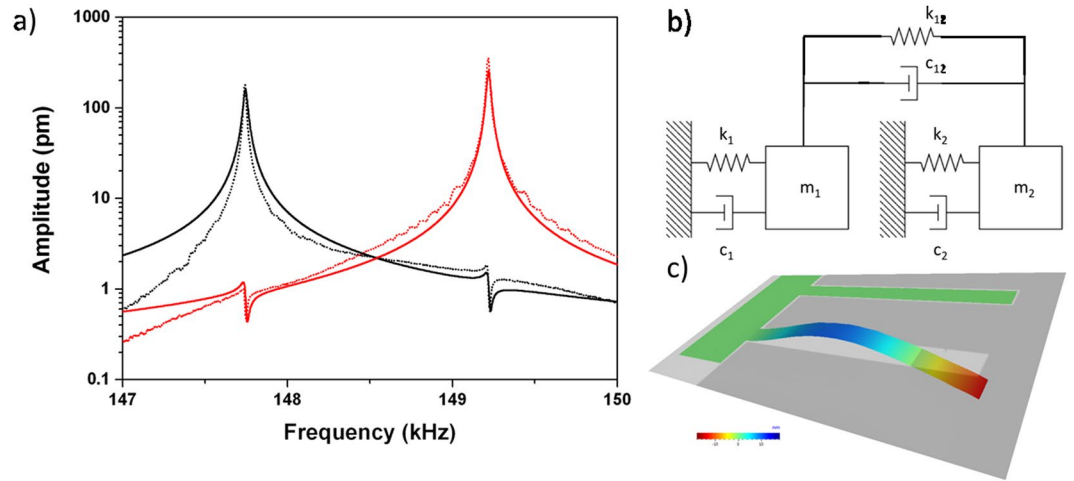 a)
1000
100
10
1
0.1
147
148
149
150
Amplitude (pm)
Frequency (kHz)
b)
k12
c12
k1
k2
m1
m2
c1
c2
c)